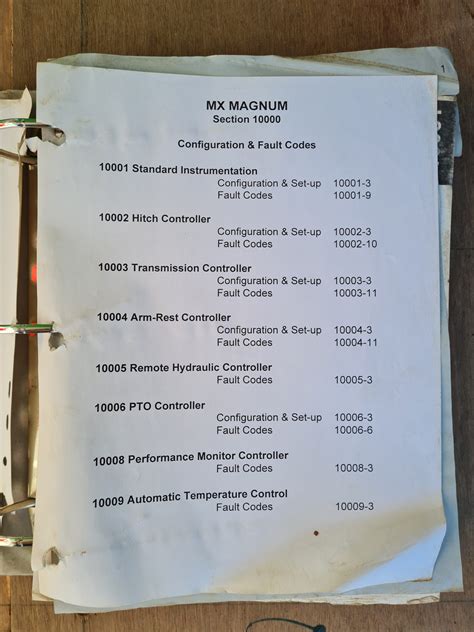 1
MX MAGNUM
Section 10000
Configuration & Fault Codes
10001 Standard Instrumentation
Configuration & Set-up 10001-3
Fault Codes 10001-9
10002 Hitch Controller
Configuration & Set-up 10002-3
Fault Codes 10002-10
10003 Transmission Controller
Configuration & Set-up 10003-3
Fault Codes 10003-11
10004 Arm-Rest Controller
Configuration & Set-up 10004-3
Fault Codes 10004-11
10005 Remote Hydraulic Controller
Fault Codes 10005-3
10006 PTO Controller
Configuration & Set-up 10006-3
Fault Codes 10006-6
10008 Performance Monitor Controller
Fault Codes 10008-3
10009 Automatic Temperature Control
Fault Codes 10009-3